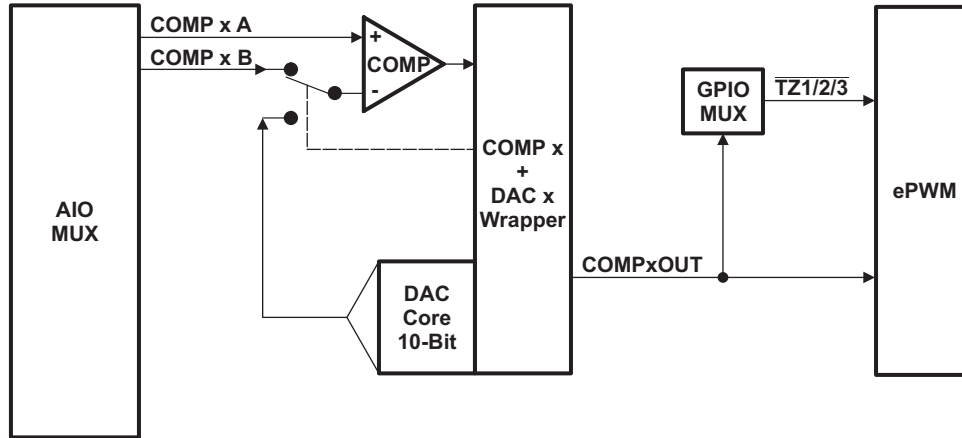 COMP x A
COMP x B
+
COMP
-
GPIO
MUX
TZ1/2/3
AIO
MUX
COMP x
+
DAC x
Wrapper
ePWM
COMPxOUT
DAC
Core
10-Bit